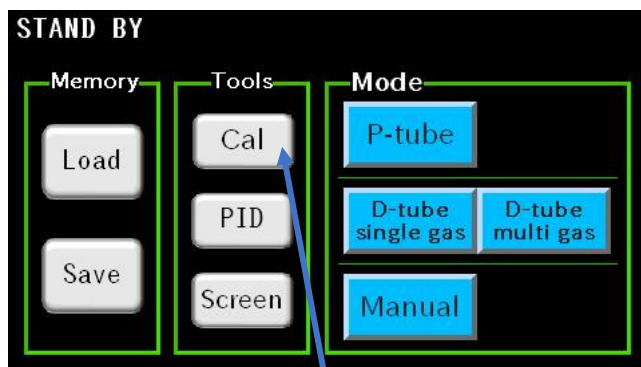 STAND BY
Memory
Load
Save
Tools
Cal
PID
Screen
Mode
P-tube
D-tube
single gas
D-tube
multi gas
Manual